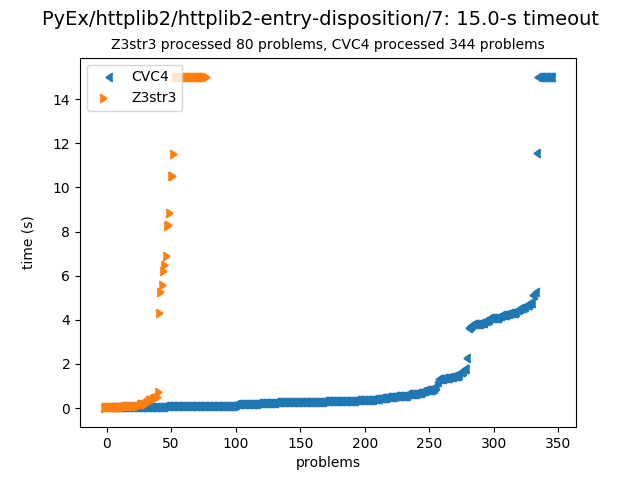 PyEx/httplib2/httplib2-entry-disposition/7: 15.0-s timeout
Z3str3 processed 80 problems, CVC4 processed 344 problems
CVC4
Z3str3
time (s)
14
12
10
8
6
4
2
0
0 50 100 150 200 250 300 350
problems